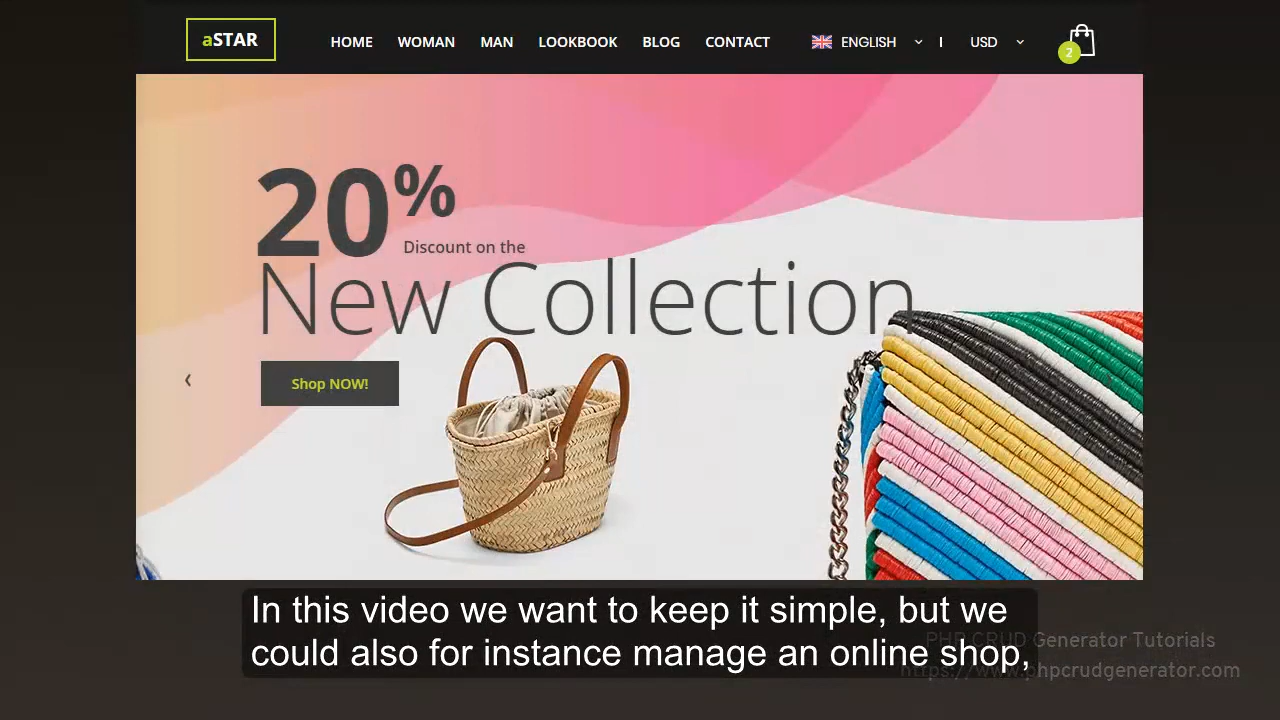 aSTAR
HOME WOMAN MAN LOOKBOOK BLOG CONTACT ENGLISH USD
2
20%
Discount on the
New Collection
Shop NOW!
In this video we want to keep it simple, but we
could also for instance manage an online shop,
PHP CRUD Generator Tutorials
https://www.phpcrudgenerator.com